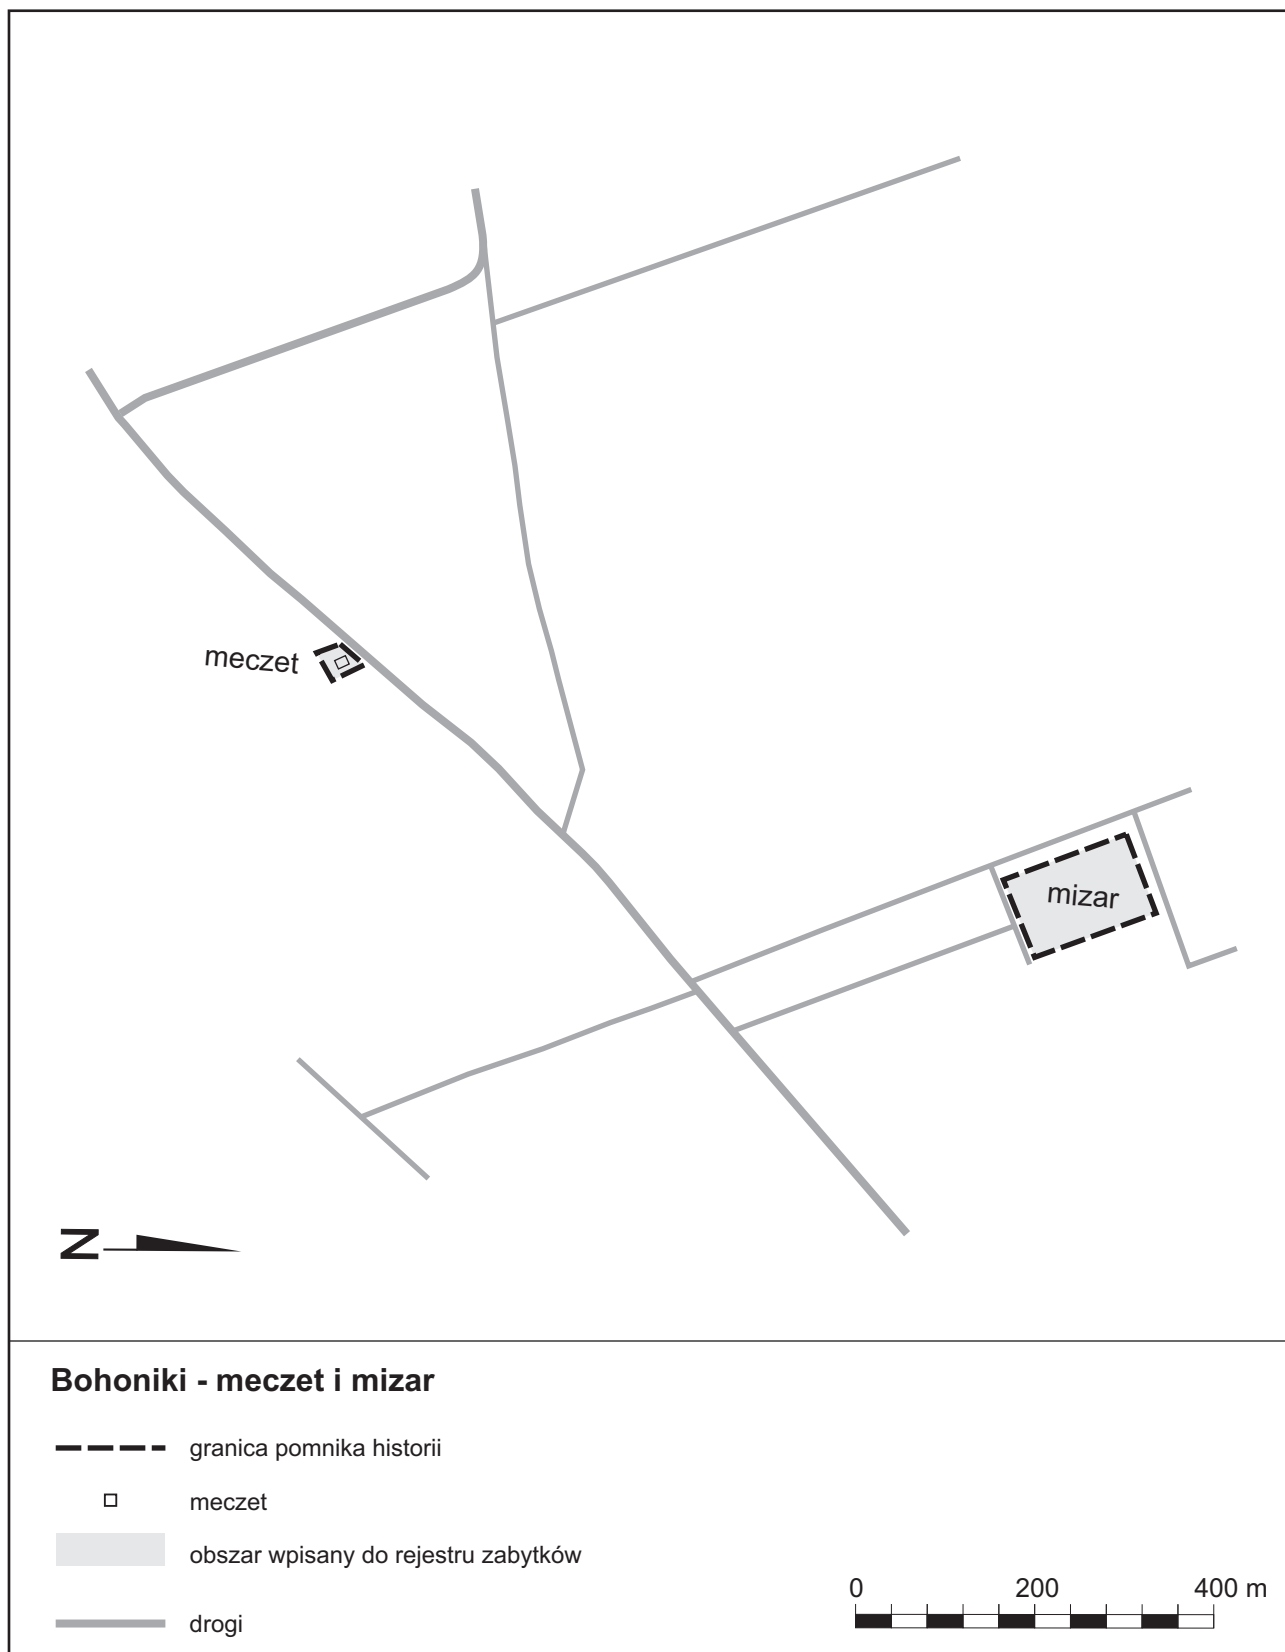 meczet
mizar
N
Bohoniki - meczet i mizar
granica pomnika historii
meczet
obszar wpisany do rejestru zabytków
drogi
0 200 400 m